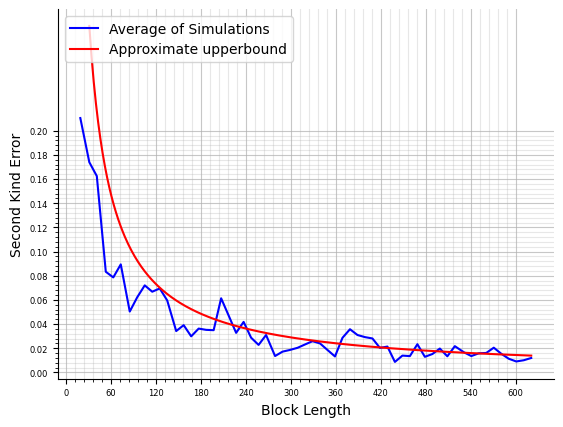 Average of Simulations
Approximate upperbound
Second Kind Error
0.20
0.18
0.16
0.14
0.12
0.10
0.08
0.06
0.04
0.02
0.00
0 60 120 180 240 300 360 420 480 540 600
Block Length